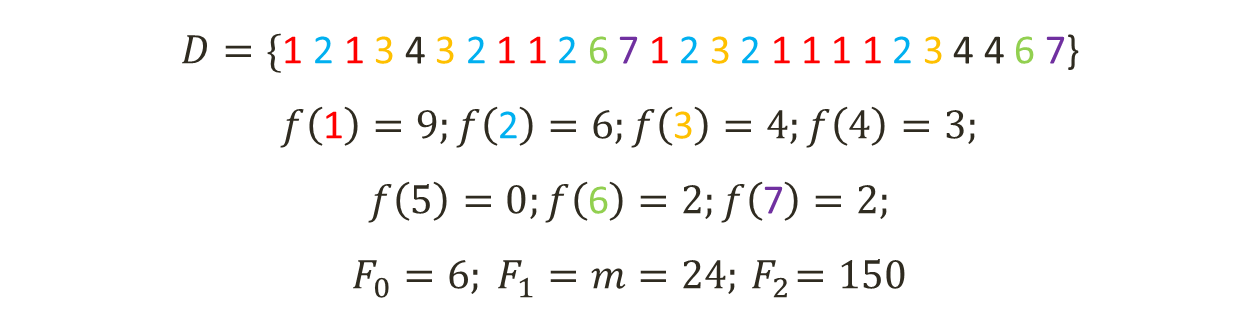 D = {1 2 1 3 4 3 2 1 1 2 6 7 1 2 3 2 1 1 1 1 2 3 4 4 6 7}
f(1) = 9; f(2) = 6; f(3) = 4; f(4) = 3;
f(5) = 0; f(6) = 2; f(7) = 2;
F₀ = 6; F₁ = m = 24; F₂ = 150